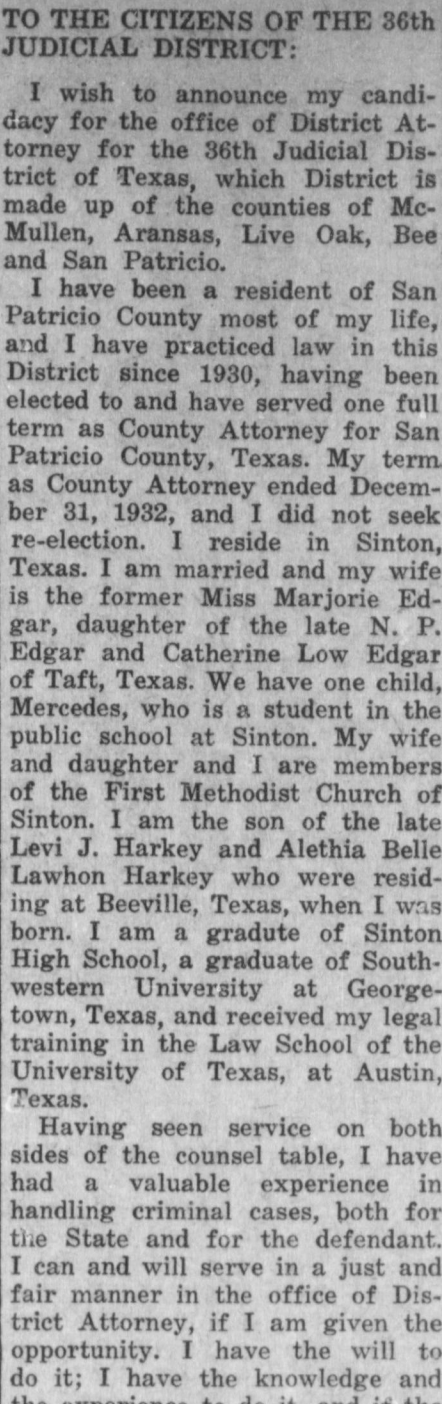 TO THE CITIZENS OF THE 36th
JUDICIAL DISTRICT:
I wish to announce my candi-
dacy for the office of District At-
torney for the 36th Judicial Dis-
trict of Texas, which District is
made up of the counties of Mc-
Mullen, Aransas, Live Oak, Bee
and San Patricio.
I have been a resident of San
Patricio County most of my life,
and I have practiced law in this
District since 1930, having been
elected to and have served one full
term as County Attorney for San
Patricio County, Texas. My term
as County Attorney ended Decem-
ber 31, 1932, and I did not seek
re-election. I reside in Sinton,
Texas. I am married and my wife
is the former Miss Marjorie Ed-
gar, daughter of the late N. P.
Edgar and Catherine Low Edgar
of Taft, Texas. We have one child,
Mercedes, who is a student in the
public school at Sinton. My wife
and daughter and I are members
of the First Methodist Church of
Sinton. I am the son of the late
Levi J. Harkey and Alethia Belle
Lawhon Harkey who were resid-
ing at Beeville, Texas, when I was
born. I am a gradute of Sinton
High School, a graduate of South-
western University at George-
town, Texas, and received my legal
training in the Law School of the
University of Texas, at Austin,
Texas.
Having seen service on both
sides of the counsel table, I have
had a valuable experience in
handling criminal cases, both for
the State and for the defendant.
I can and will serve in a just and
fair manner in the office of Dis-
trict Attorney, if I am given the
opportunity. I have the will to
do it; I have the knowledge and
the experience to do it, and if the